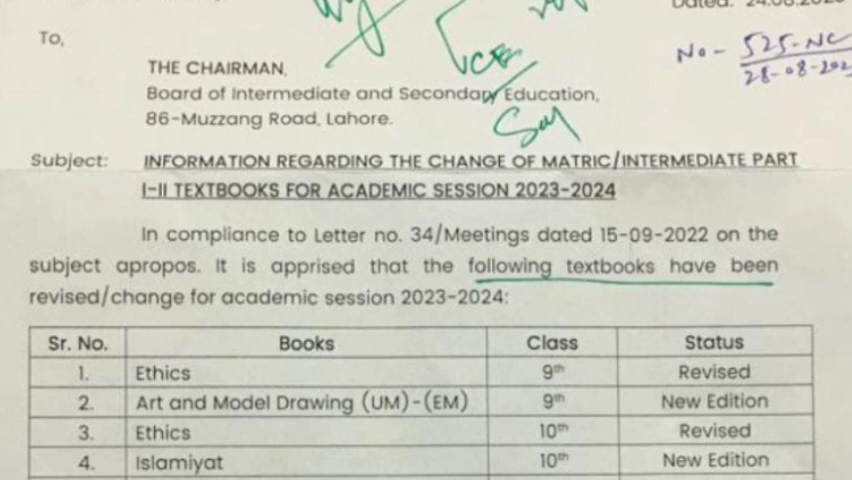 Dated: 24.08.202
No - 525-NC
28-08-202
To,
THE CHAIRMAN,
Board of Intermediate and Secondary Education,
86-Muzzang Road, Lahore.
Subject: INFORMATION REGARDING THE CHANGE OF MATRIC/INTERMEDIATE PART
I-II TEXTBOOKS FOR ACADEMIC SESSION 2023-2024
In compliance to Letter no. 34/Meetings dated 15-09-2022 on the
subject apropos. It is apprised that the following textbooks have been
revised/change for academic session 2023-2024:
Sr. No. Books Class Status
1. Ethics 9th Revised
2. Art and Model Drawing (UM)-(EM) 9th New Edition
3. Ethics 10th Revised
4. Islamiyat 10th New Edition